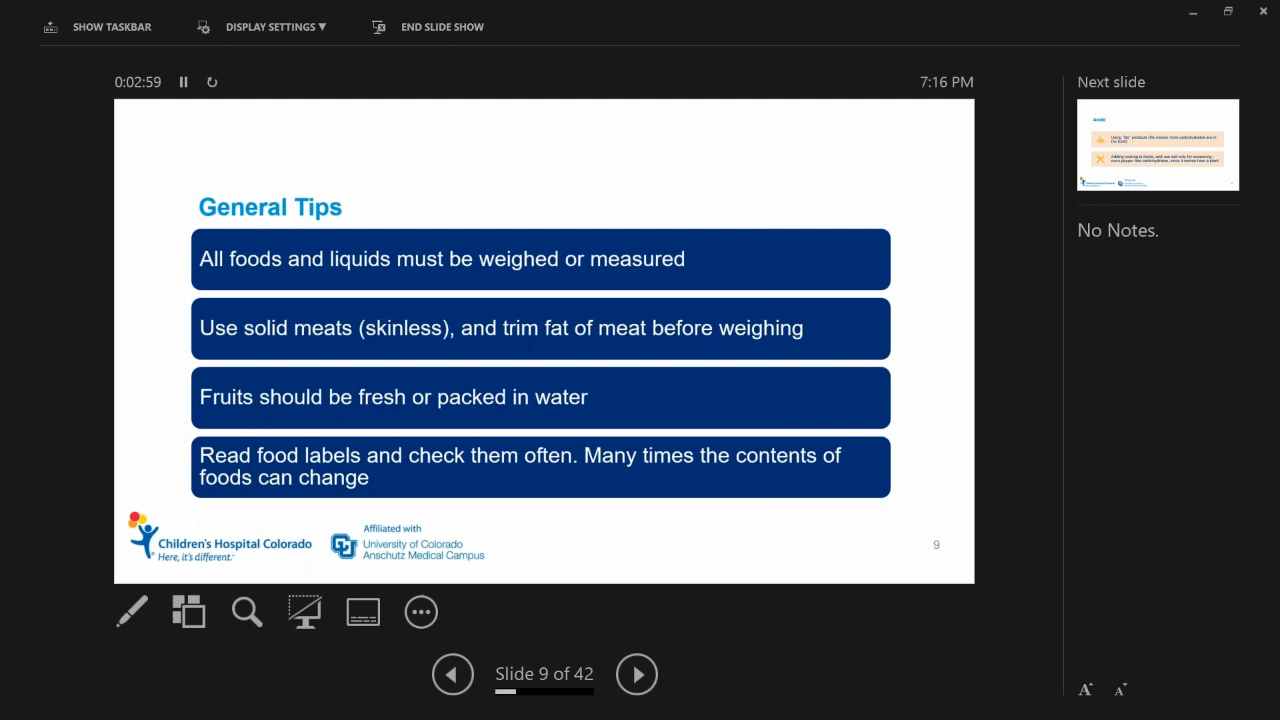 SHOW TASKBAR
DISPLAY SETTINGS ▼
END SLIDE SHOW
0:02:59
7:16 PM
Next slide
General Tips
All foods and liquids must be weighed or measured
Use solid meats (skinless), and trim fat of meat before weighing
Fruits should be fresh or packed in water
Read food labels and check them often. Many times the contents of
foods can change
Children's Hospital Colorado
Here, it's different.™
Affiliated with
University of Colorado
Anschutz Medical Campus
9
Avoid
No Notes.
Slide 9 of 42
A
A